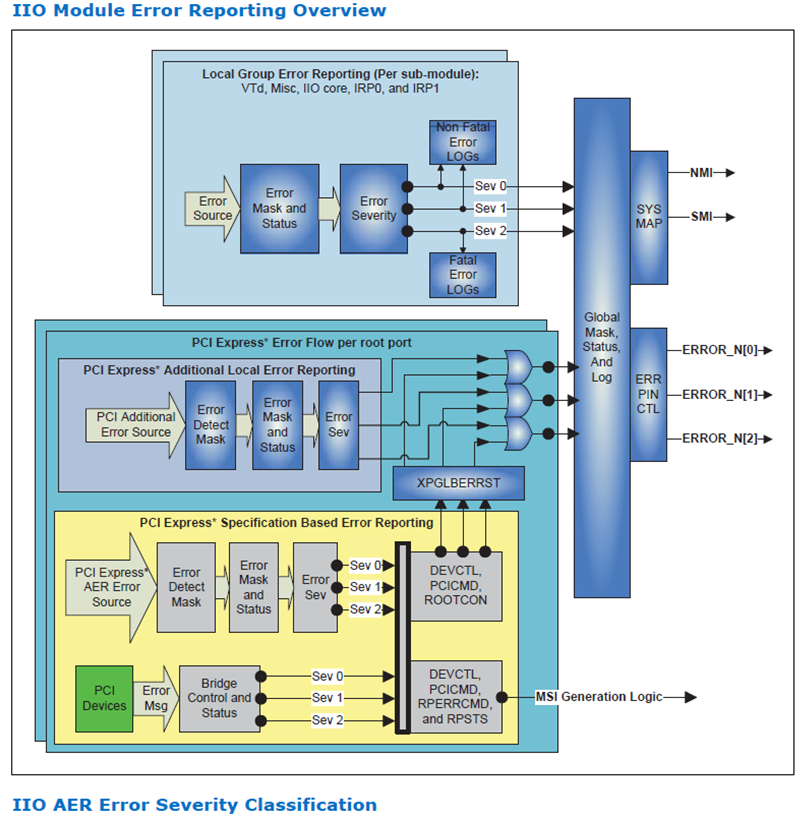 IIO Module Error Reporting Overview
Local Group Error Reporting (Per sub-module):
VTd, Misc, IIO core, IRP0, and IRP1
Non Fatal
Error
LOGs
Error
Source
Error
Mask and
Status
Error
Severity
Sev 0
Sev 1
Sev 2
Fatal
Error
LOGs
Global
Mask,
Status,
And
Log
SYS
MAP
NMI
SMI
ERR
PIN
CTL
ERROR_N[0]
ERROR_N[1]
ERROR_N[2]
PCI Express* Error Flow per root port
PCI Express* Additional Local Error Reporting
PCI Additional
Error Source
Error
Detect
Mask
Error
Mask
and
Status
Error
Sev
XPGLBERRST
PCI Express* Specification Based Error Reporting
PCI Express*
AER Error
Source
Error
Detect
Mask
Error
Mask
and
Status
Error
Sev
Sev 0
Sev 1
Sev 2
DEVCTL,
PCICMD,
ROOTCON
PCI
Devices
Error
Msg
Bridge
Control and
Status
Sev 0
Sev 1
Sev 2
DEVCTL,
PCICMD,
RPERRCMD,
and RPSTS
MSI Generation Logic
IIO AER Error Severity Classification